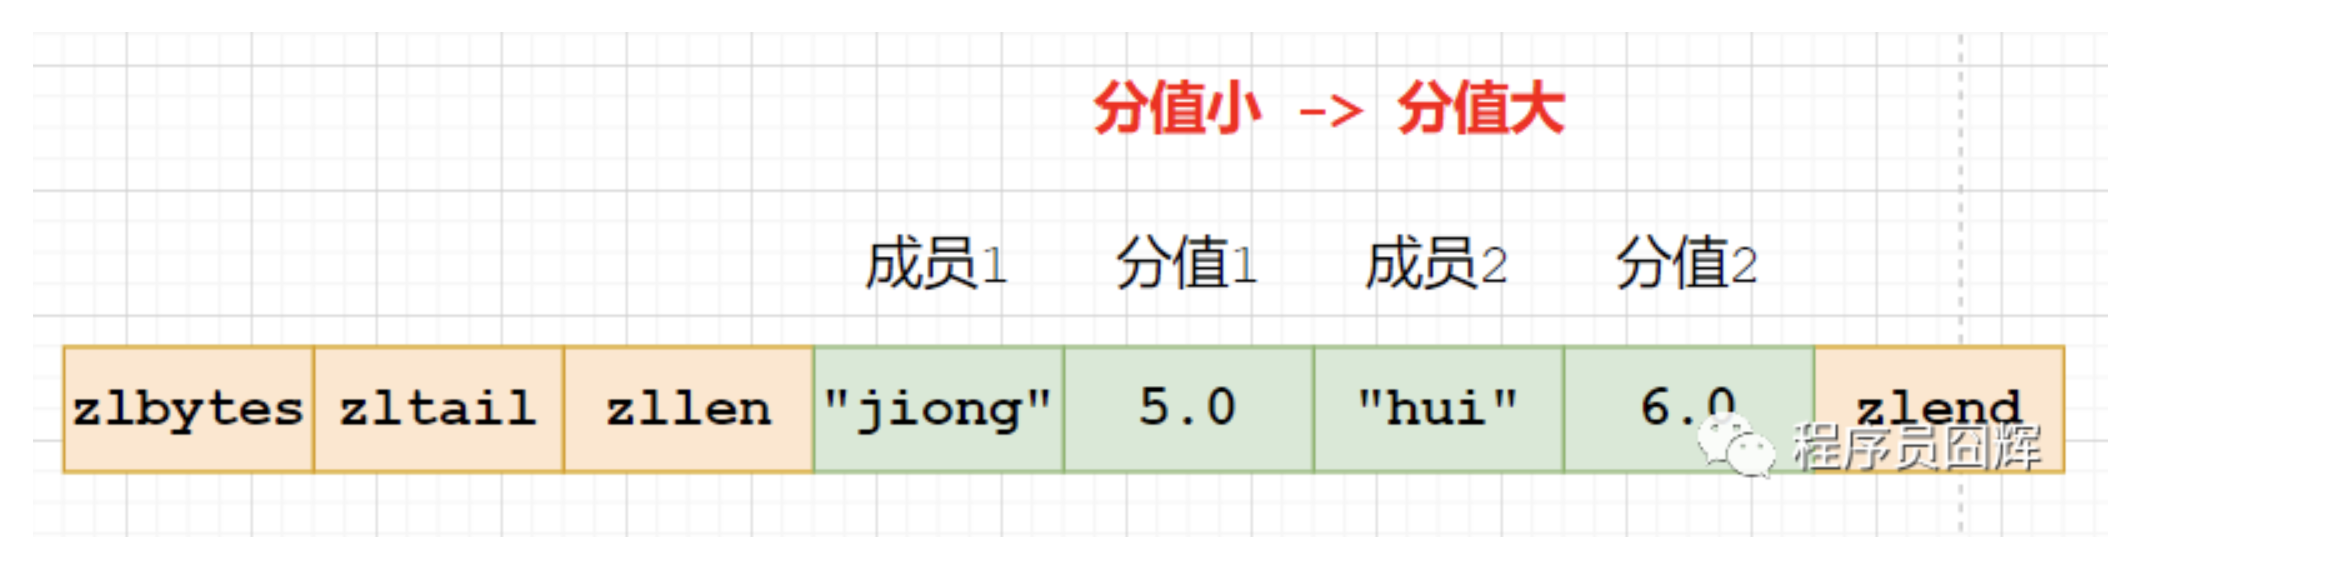 分值小 -> 分值大
成员1 分值1 成员2 分值2
zlbytes zltail zllen "jiong" 5.0 "hui" 6.0 zlend
程序员囧辉